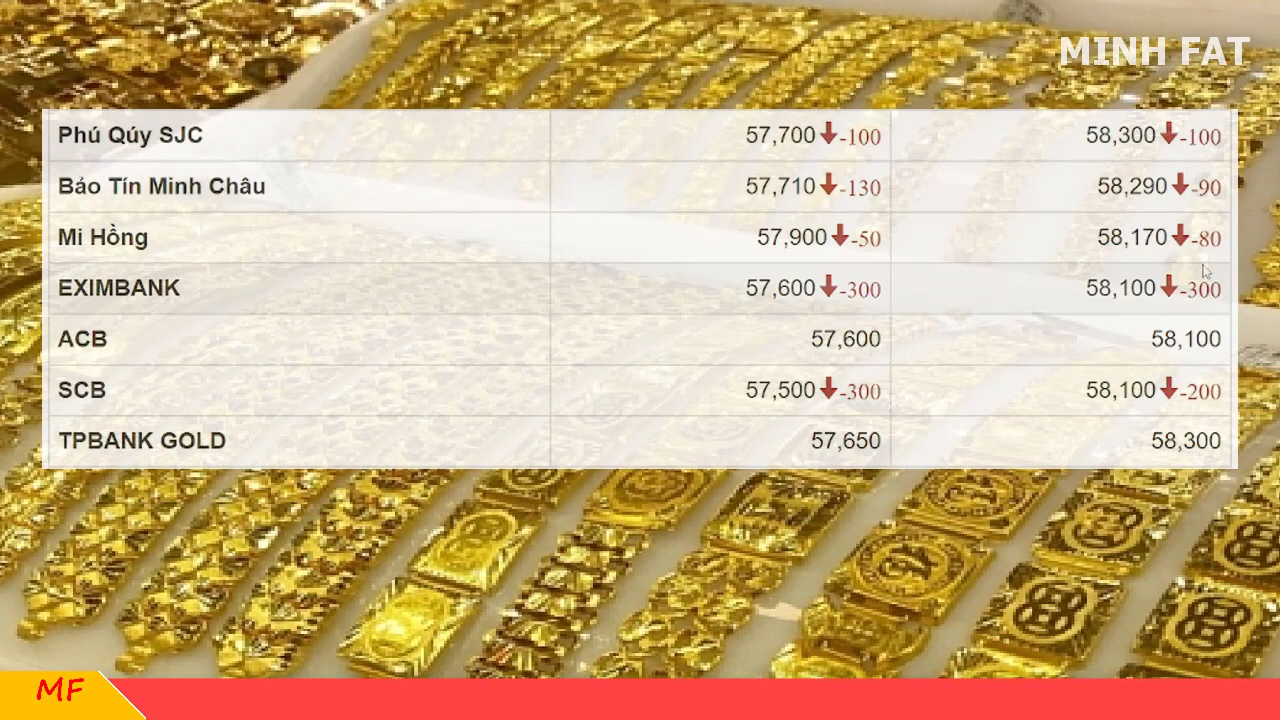 MINH FAT
Phú Qúy SJC 57,700 -100 58,300 -100
Bảo Tín Minh Châu 57,710 -130 58,290 -90
Mi Hồng 57,900 -50 58,170 -80
EXIMBANK 57,600 -300 58,100 -300
ACB 57,600 58,100
SCB 57,500 -300 58,100 -200
TPBANK GOLD 57,650 58,300
MF